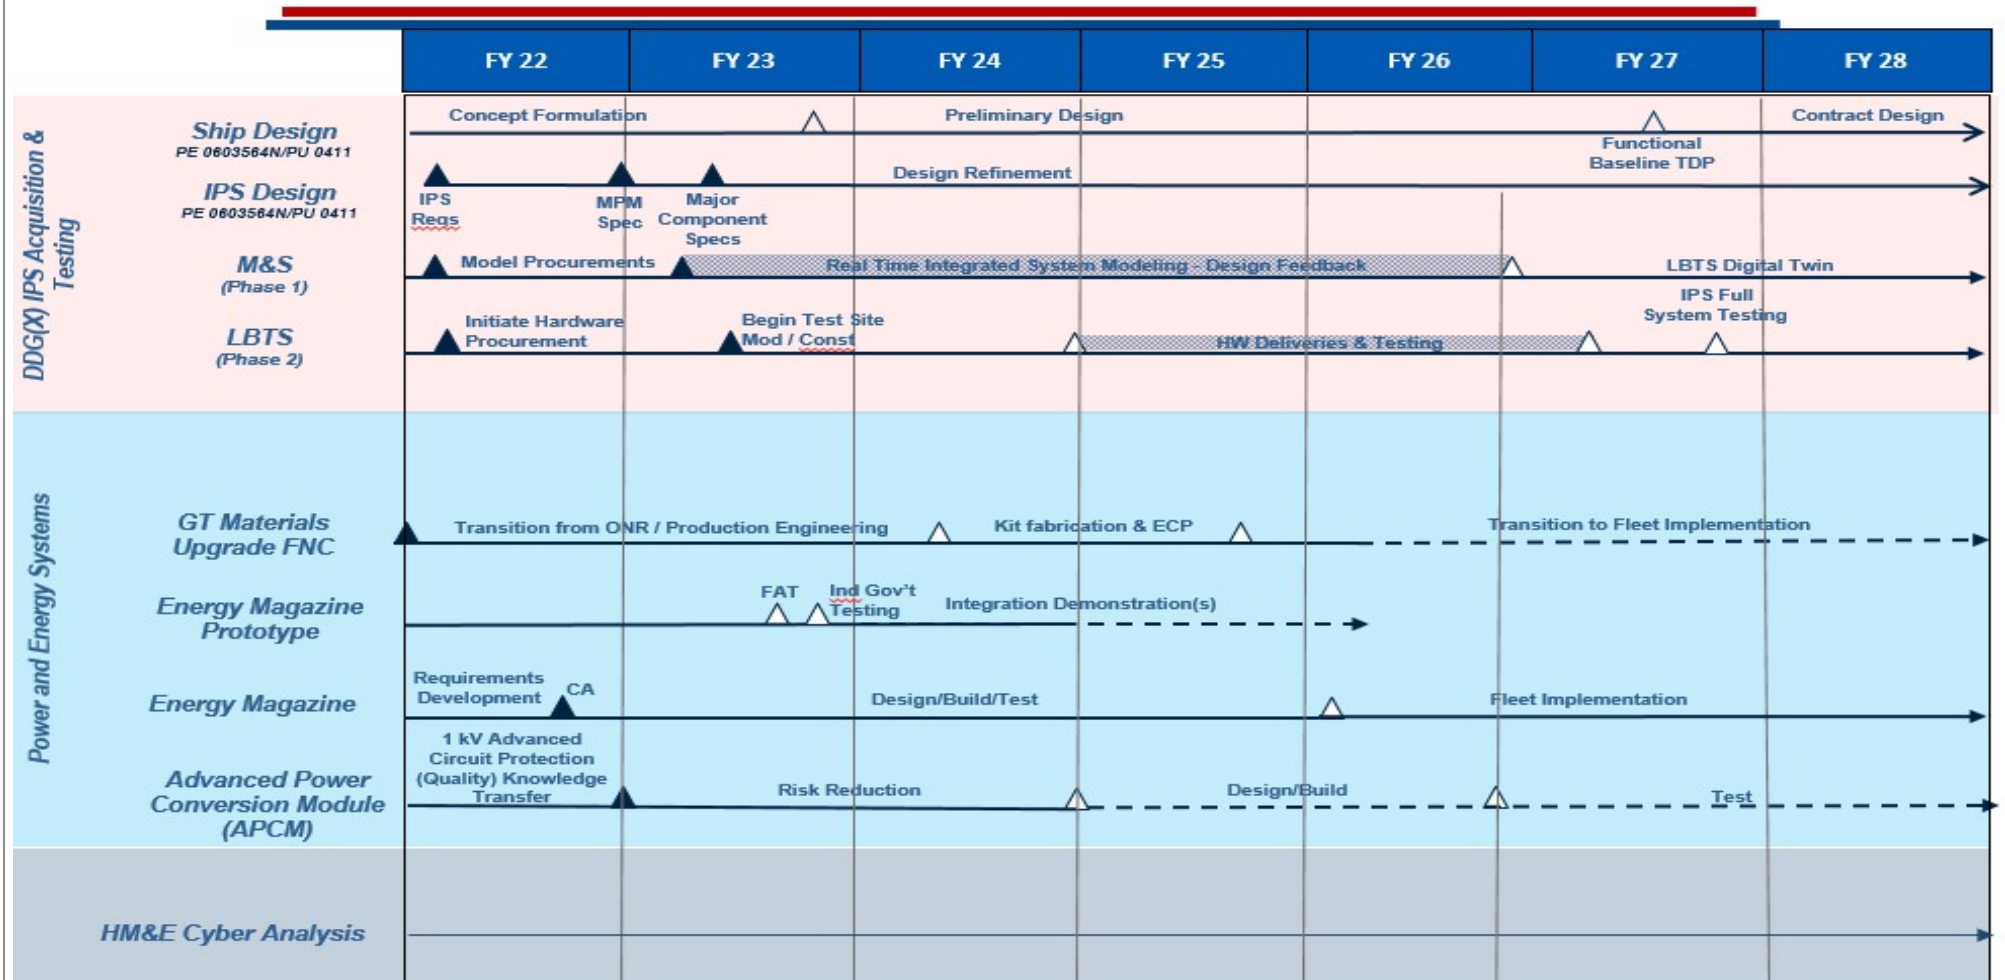 FY 22
FY 23
FY 24
FY 25
FY 26
FY 27
FY 28
DDG(X) IPS Acquisition &
Testing
Ship Design
PE 0603564N/PU 0411
Concept Formulation
Preliminary Design
Contract Design
Functional
Baseline TDP
IPS Design
PE 0603564N/PU 0411
Design Refinement
IPS
Reqs
MPM
Spec
Major
Component
Specs
M&S
(Phase 1)
Model Procurements
Real Time Integrated System Modeling - Design Feedback
LBTS Digital Twin
LBTS
(Phase 2)
Initiate Hardware
Procurement
Begin Test Site
Mod / Const
HW Deliveries & Testing
IPS Full
System Testing
Power and Energy Systems
GT Materials
Upgrade FNC
Transition from ONR / Production Engineering
Kit fabrication & ECP
Transition to Fleet Implementation
Energy Magazine
Prototype
FAT
Ind Gov't
Testing
Integration Demonstration(s)
Energy Magazine
Requirements
Development
CA
Design/Build/Test
Fleet Implementation
Advanced Power
Conversion Module
(APCM)
1 kV Advanced
Circuit Protection
(Quality) Knowledge
Transfer
Risk Reduction
Design/Build
Test
HM&E Cyber Analysis